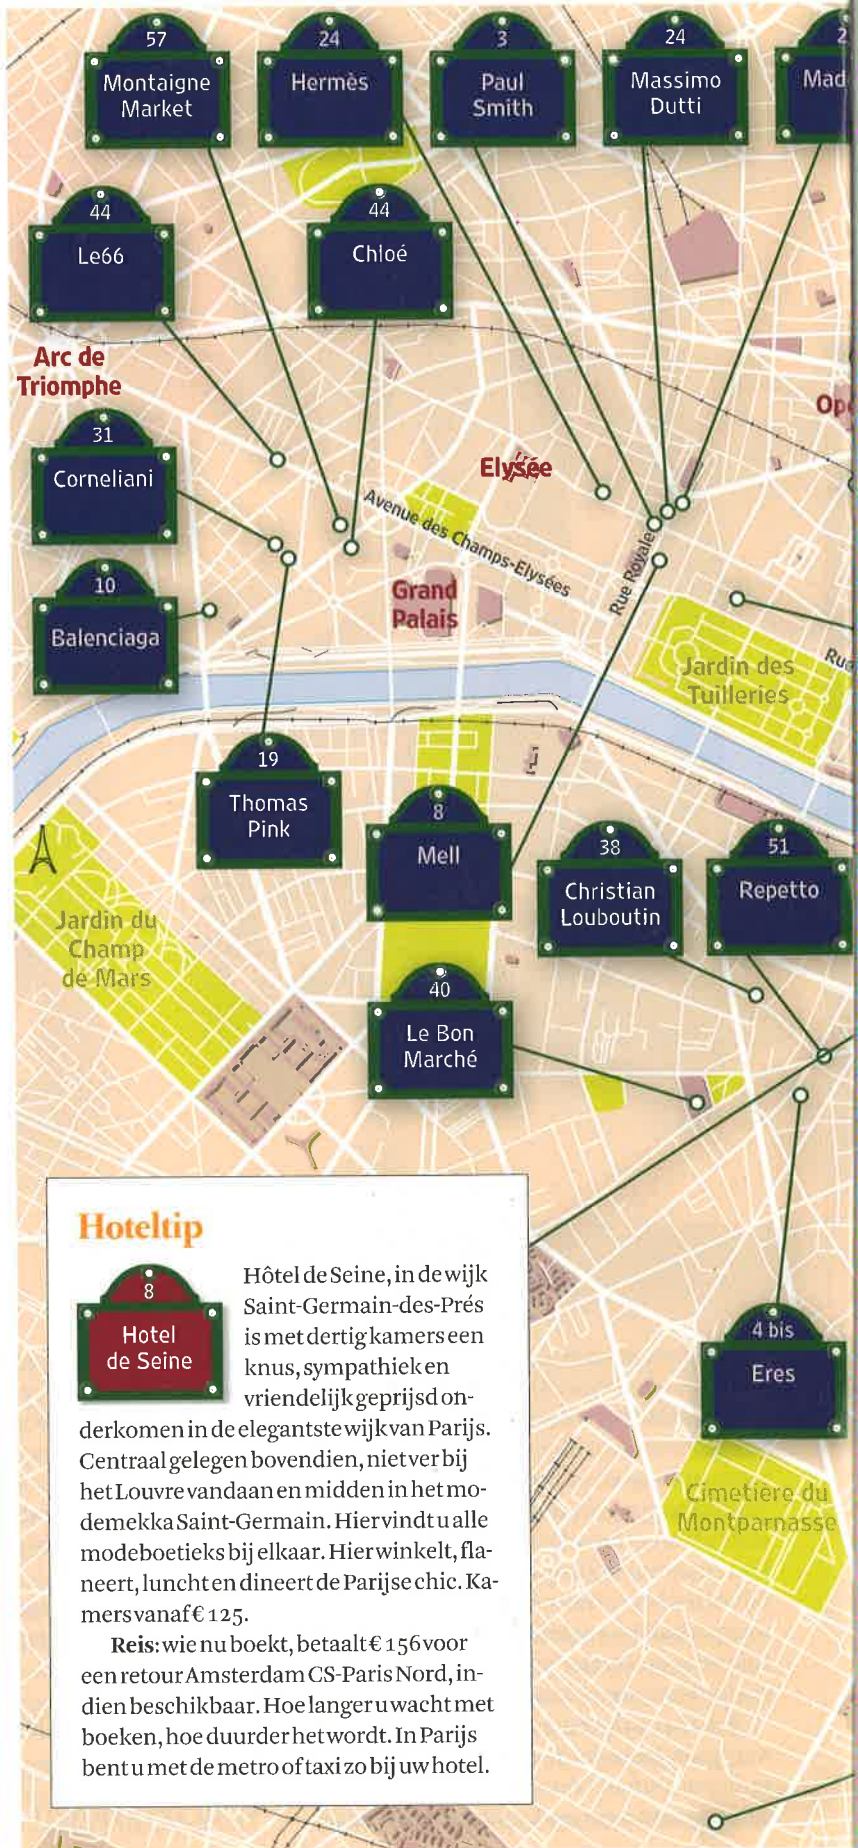 57
Montaigne
Market
24
Hermès
3
Paul
Smith
24
Massimo
Dutti
44
Le66
44
Chloé
Arc de
Triomphe
31
Corneliani
Elysée
Avenue des Champs-Elysées
10
Balenciaga
Grand
Palais
Rue Royale
Jardin des
Tuilleries
19
Thomas
Pink
8
Mell
38
Christian
Louboutin
51
Repetto
Jardin du
Champ
de Mars
40
Le Bon
Marché
4 bis
Eres
Cimetière du
Montparnasse
Hoteltip
8
Hotel
de Seine
Hôtel de Seine, in de wijk
Saint-Germain-des-Prés
is met dertig kamers een
knus, sympathiek en
vriendelijk geprijsd on-
derkomen in de elegantste wijk van Parijs.
Centraal gelegen bovendien, niet ver bij
het Louvre vandaan en midden in het mo-
demekka Saint-Germain. Hier vindt u alle
modeboetieks bij elkaar. Hier winkelt, fla-
neert, luncht en dineert de Parijse chic. Ka-
mers vanaf € 125.
Reis: wie nu boekt, betaalt € 156 voor
een retour Amsterdam CS-Paris Nord, in-
dien beschikbaar. Hoe langer u wacht met
boeken, hoe duurder het wordt. In Parijs
bent u met de metro of taxi zo bij uw hotel.